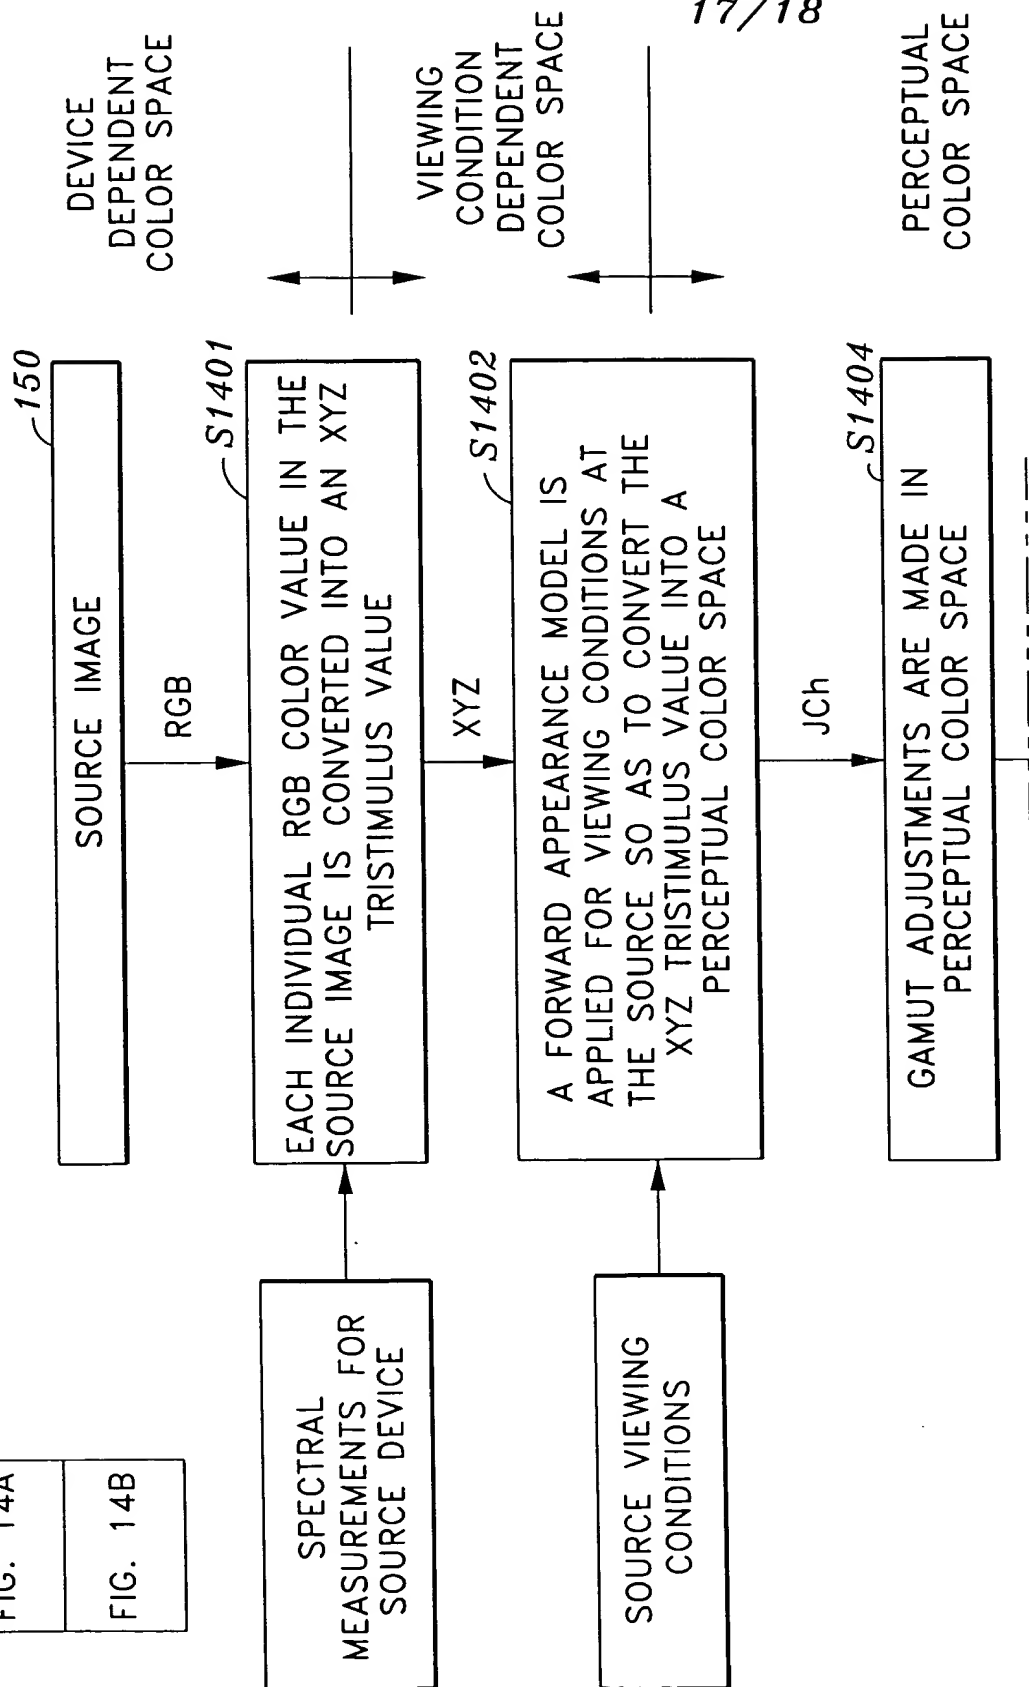 17/18
FIG. 14A
FIG. 14B
SOURCE IMAGE
150
RGB
SPECTRAL
MEASUREMENTS FOR
SOURCE DEVICE
EACH INDIVIDUAL RGB COLOR VALUE IN THE
SOURCE IMAGE IS CONVERTED INTO AN XYZ
TRISTIMULUS VALUE
S1401
XYZ
SOURCE VIEWING
CONDITIONS
A FORWARD APPEARANCE MODEL IS
APPLIED FOR VIEWING CONDITIONS AT
THE SOURCE SO AS TO CONVERT THE
XYZ TRISTIMULUS VALUE INTO A
PERCEPTUAL COLOR SPACE
S1402
JCh
GAMUT ADJUSTMENTS ARE MADE IN
PERCEPTUAL COLOR SPACE
S1404
DEVICE
DEPENDENT
COLOR SPACE
VIEWING
CONDITION
DEPENDENT
COLOR SPACE
PERCEPTUAL
COLOR SPACE